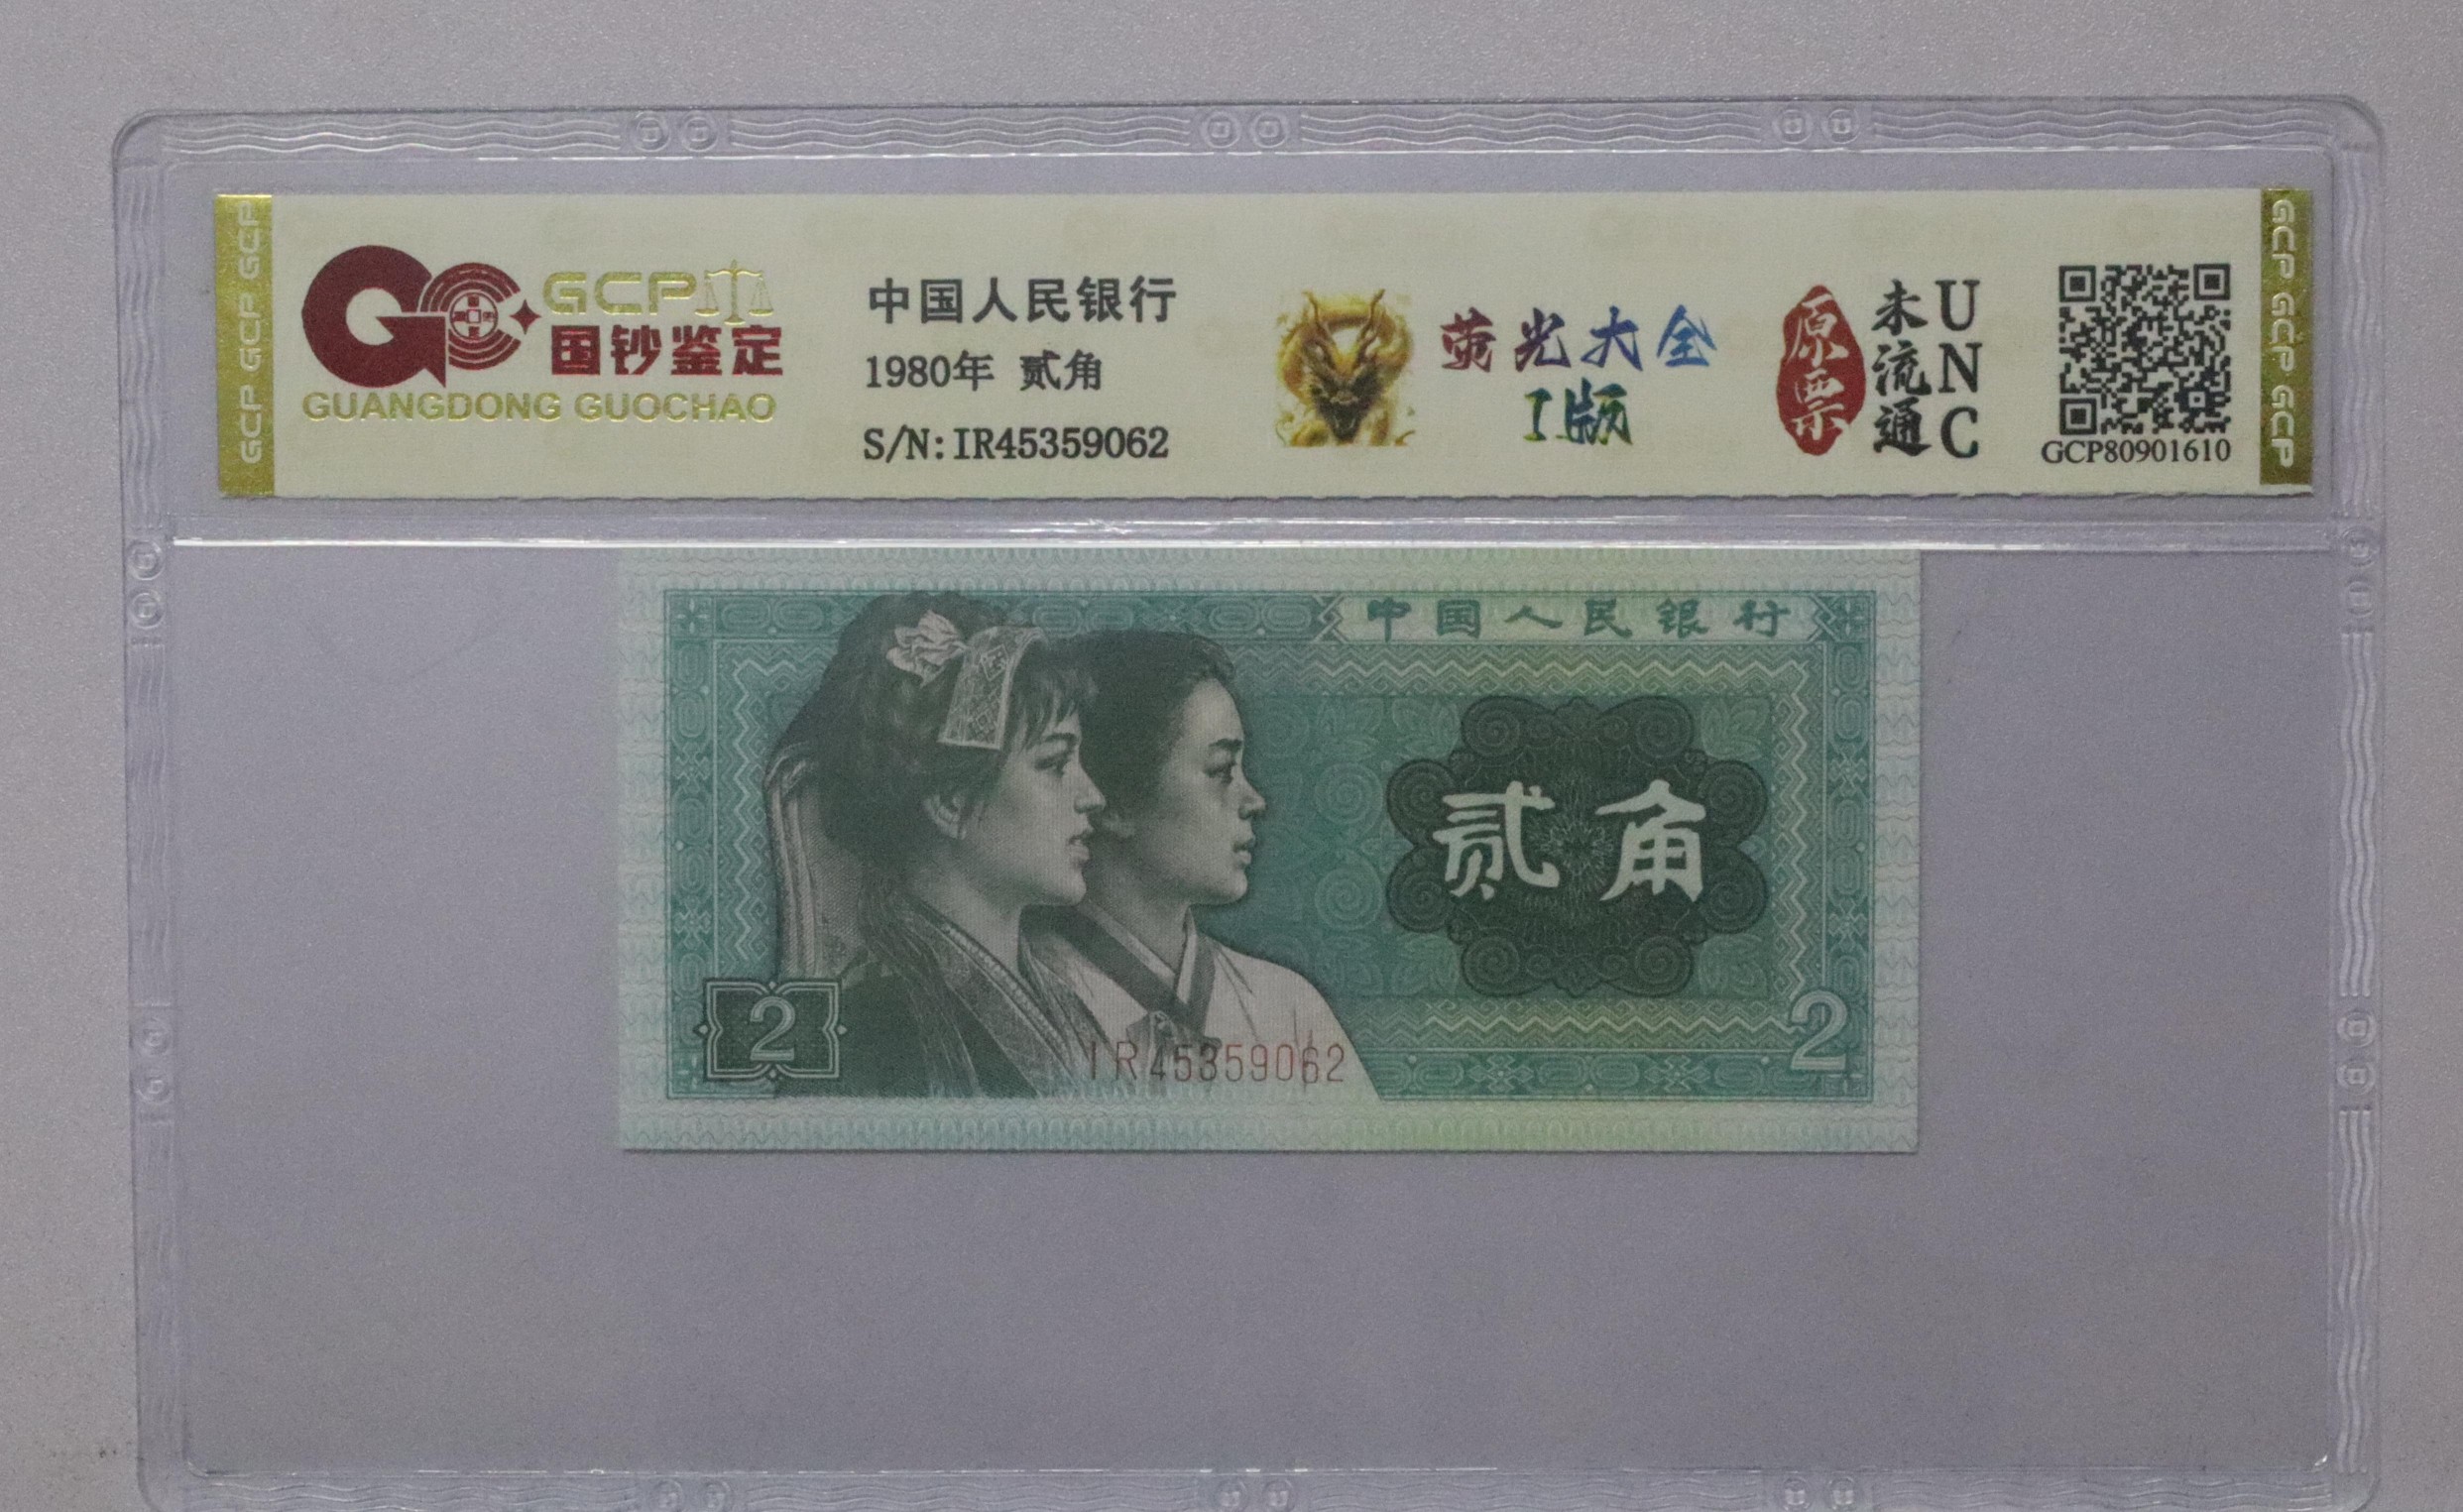 GCP GCP GCP
GCP
国钞鉴定
GUANGDONG GUOCHAO
中国人民银行
1980年 贰角
S/N:IR45359062
荧光大全
I版
原票
未流通
UNC
GCP80901610
GCP GCP GCP GCP
中国人民银行
贰角
2
IR45359062
2